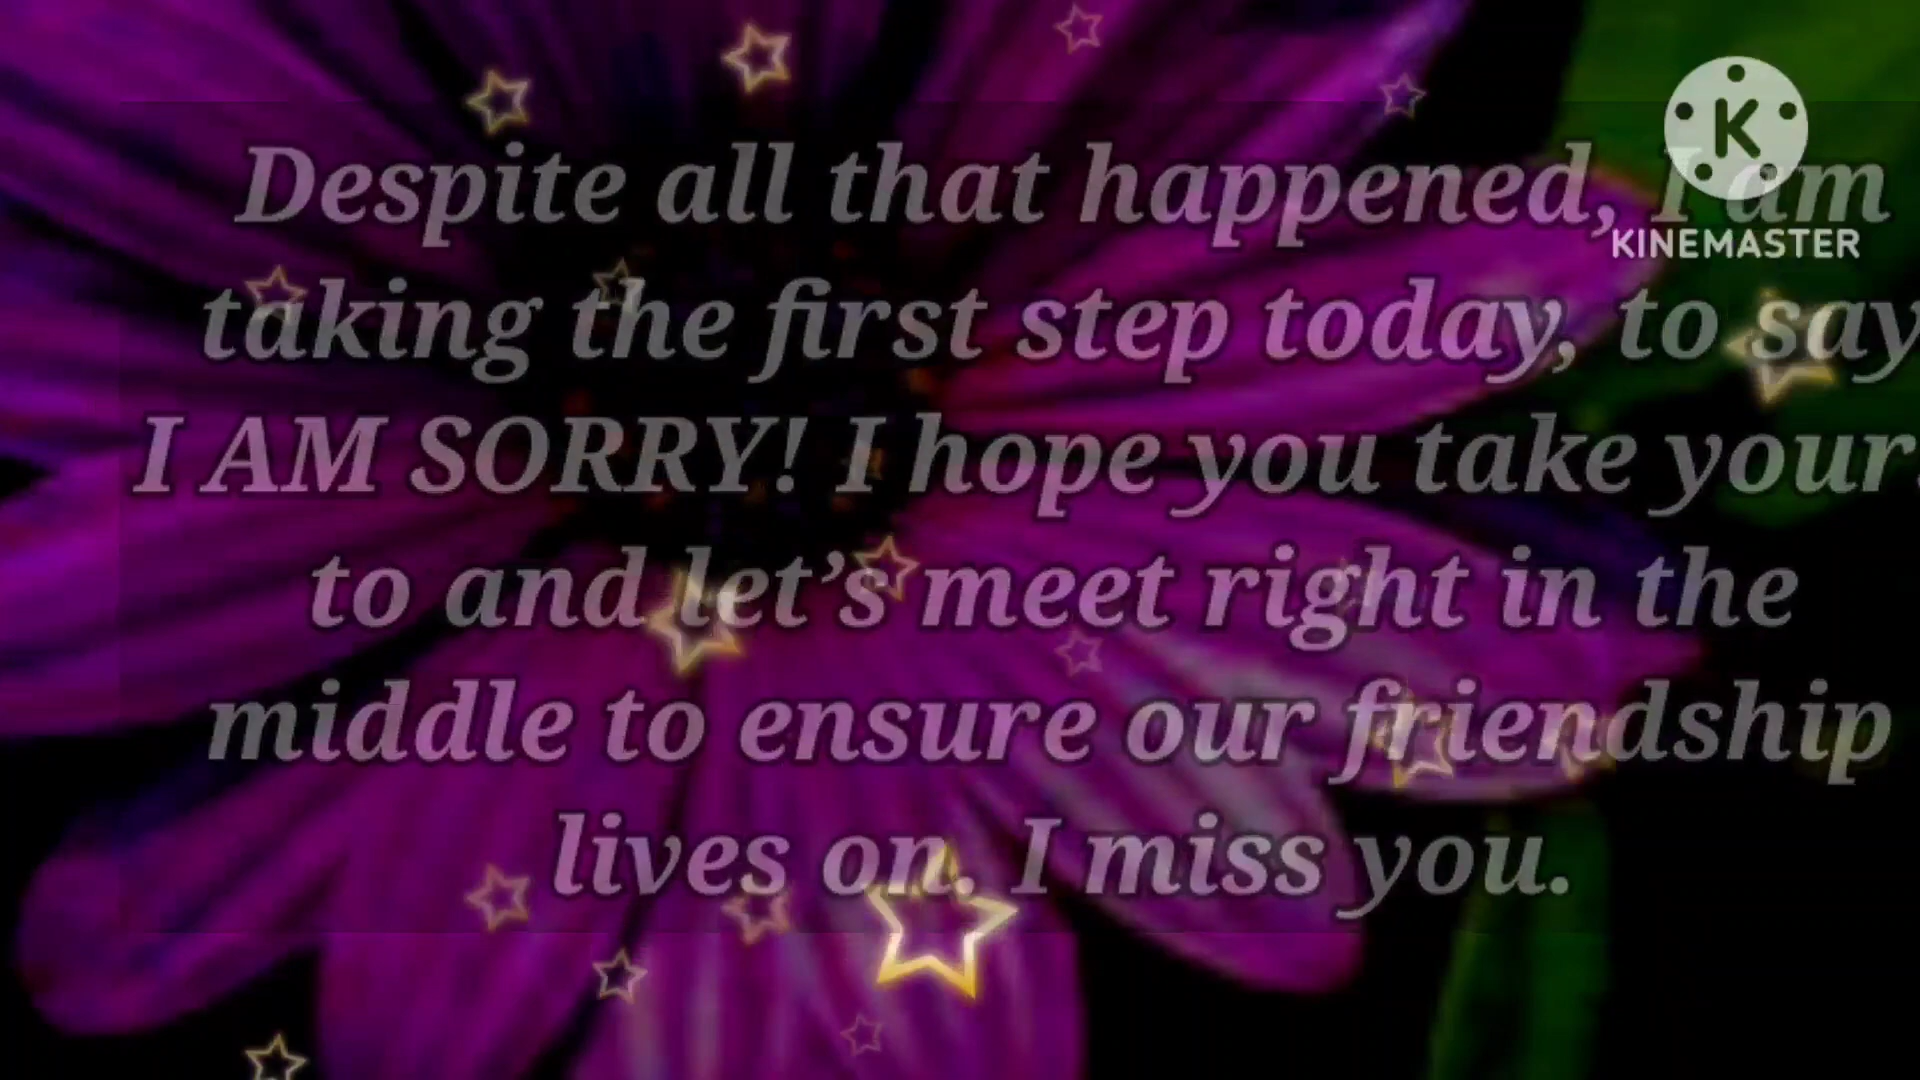 Despite all that happened, I am
taking the first step today, to say
I AM SORRY! I hope you take yours
to and let’s meet right in the
middle to ensure our friendship
lives on. I miss you.
K
KINEMASTER